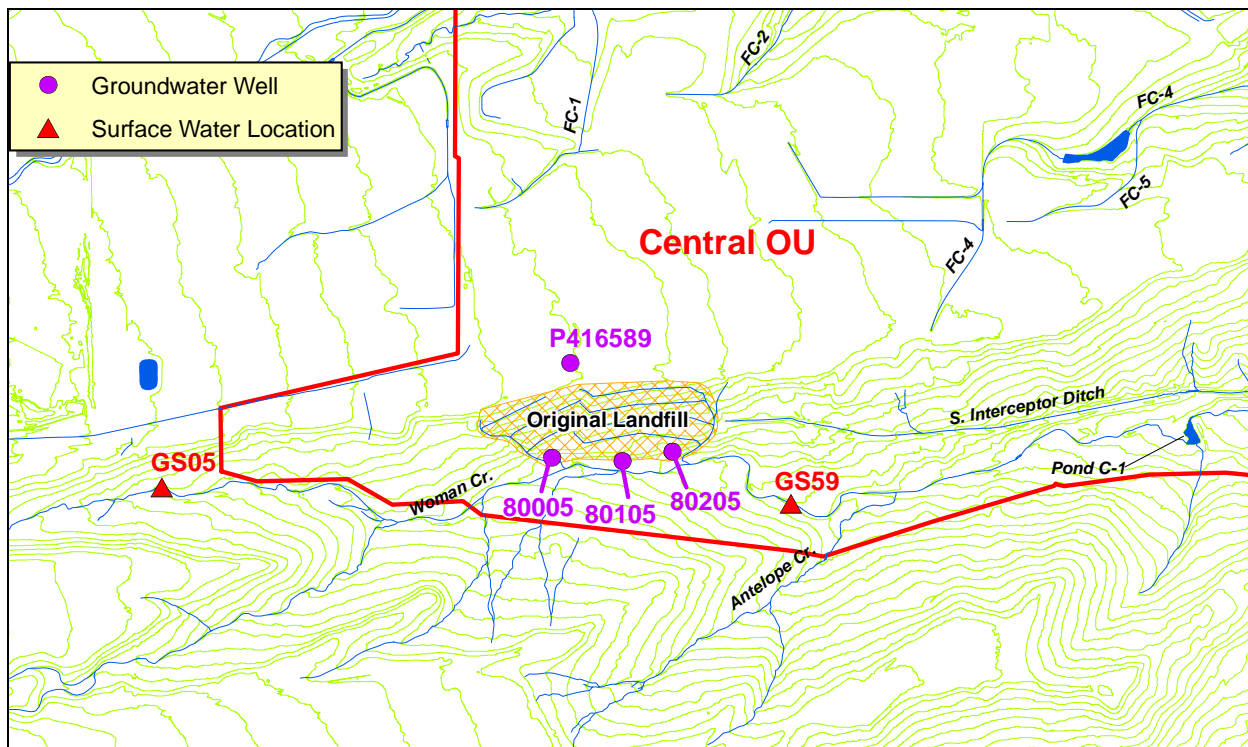 FC-2
FC-4
Groundwater Well
FC-1
Surface Water Location
FC-5
Central OU
FC-4
P416589
Original Landfill
S. Interceptor Ditch
GS05
Woman Cr.
80005
80105
80205
GS59
Pond C-1
Antelope Cr.